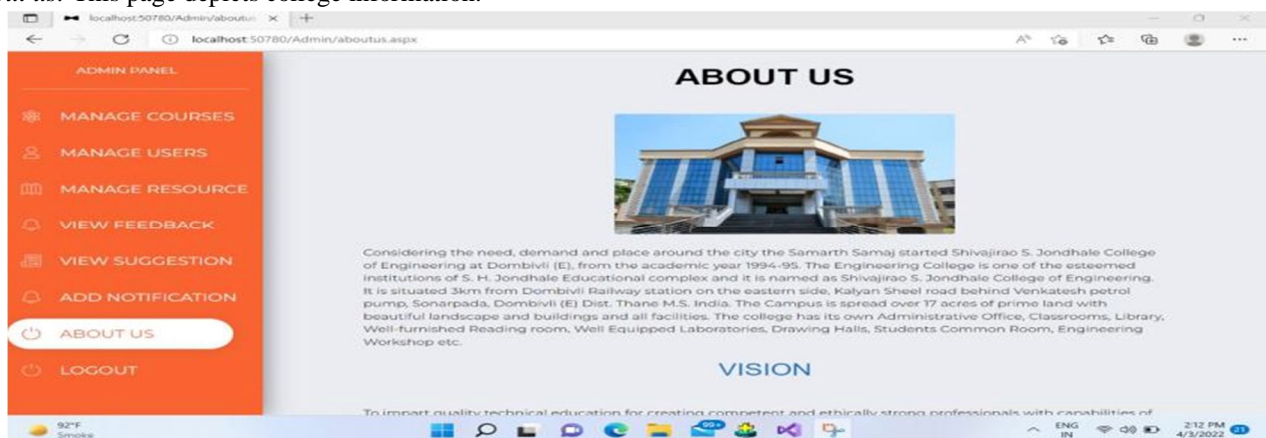 ut us: This page depicts college information.
localhost:50780/Admin/aboutu
localhost:50780/Admin/aboutus.aspx
ADMIN PANEL
MANAGE COURSES
MANAGE USERS
MANAGE RESOURCE
VIEW FEEDBACK
VIEW SUGGESTION
ADD NOTIFICATION
ABOUT US
LOGOUT
ABOUT US
Considering the need, demand and place around the city the Samarth Samaj started Shivajirao S. Jondhale College
of Engineering at Dombivli (E), from the academic year 1994-95. The Engineering College is one of the esteemed
institutions of S. H. Jondhale Educational complex and it is named as Shivajirao S. Jondhale College of Engineering.
It is situated 3km from Dombivli Railway station on the eastern side, Kalyan Sheel road behind Venkatesh petrol
pump, Sonarpada, Dombivli (E) Dist. Thane M.S. India. The Campus is spread over 17 acres of prime land with
beautiful landscape and buildings and all facilities. The college has its own Administrative Office, Classrooms, Library,
Well-furnished Reading room, Well Equipped Laboratories, Drawing Halls, Students Common Room, Engineering
Workshop etc.
VISION
To impart quality technical education for creating competent and ethically strong professionals with capabilities of
92°F
Smoke
99+
ENG
IN
2:12 PM
4/3/2022